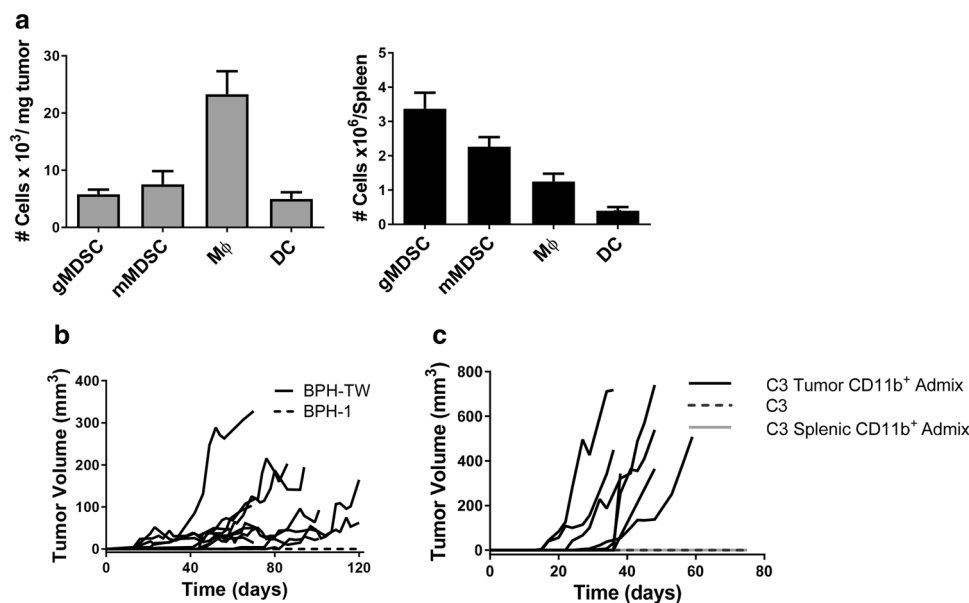 a
# Cells x 10³/ mg tumor
30
20
10
0
gMDSC
mMDSC
Mϕ
DC
# Cells x10⁶/Spleen
5
4
3
2
1
0
gMDSC
mMDSC
Mϕ
DC
b
Tumor Volume (mm³)
400
300
200
100
0
0
40
80
120
Time (days)
BPH-TW
BPH-1
c
Tumor Volume (mm³)
800
600
400
200
0
0
20
40
60
80
Time (days)
C3 Tumor CD11b⁺ Admix
C3
C3 Splenic CD11b⁺ Admix